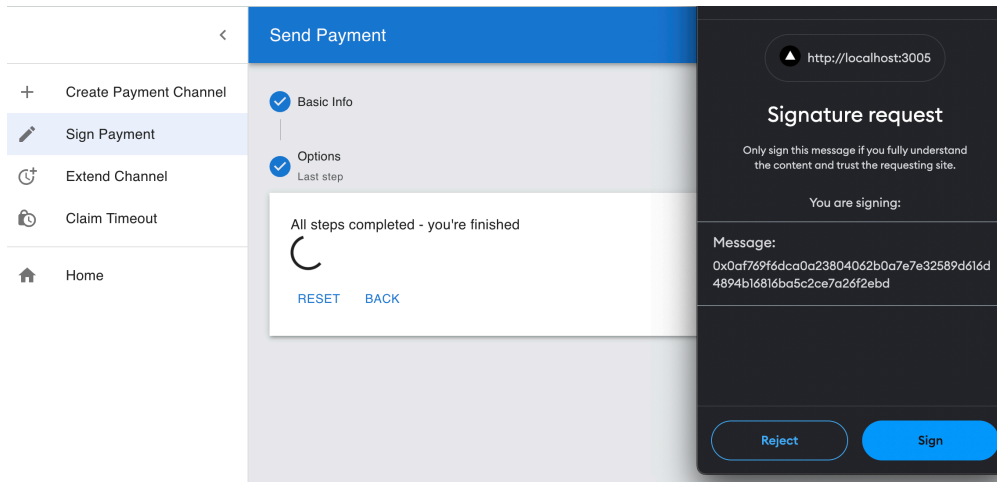 Create Payment Channel
Sign Payment
Extend Channel
Claim Timeout
Home
Send Payment
Basic Info
Options
Last step
All steps completed - you're finished
RESET BACK
http://localhost:3005
Signature request
Only sign this message if you fully understand
the content and trust the requesting site.
You are signing:
Message:
0x0af769f6dca0a23804062b0a7e7e32589d616d
4894b16816ba5c2ce7a26f2ebd
Reject Sign